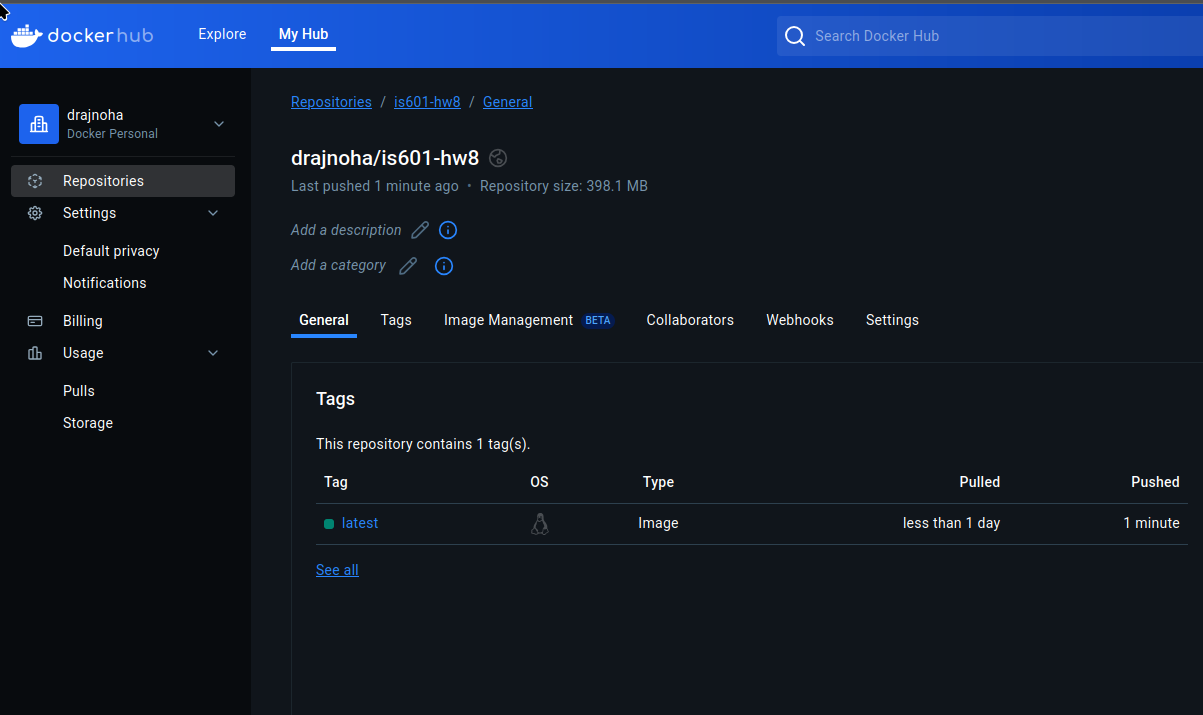 dockerhub
Explore
My Hub
Search Docker Hub
drajnoha
Docker Personal
Repositories
Settings
Default privacy
Notifications
Billing
Usage
Pulls
Storage
Repositories / is601-hw8 / General
drajnoha/is601-hw8
Last pushed 1 minute ago • Repository size: 398.1 MB
Add a description
Add a category
General Tags Image Management BETA Collaborators Webhooks Settings
Tags
This repository contains 1 tag(s).
Tag OS Type Pulled Pushed
latest Image less than 1 day 1 minute
See all